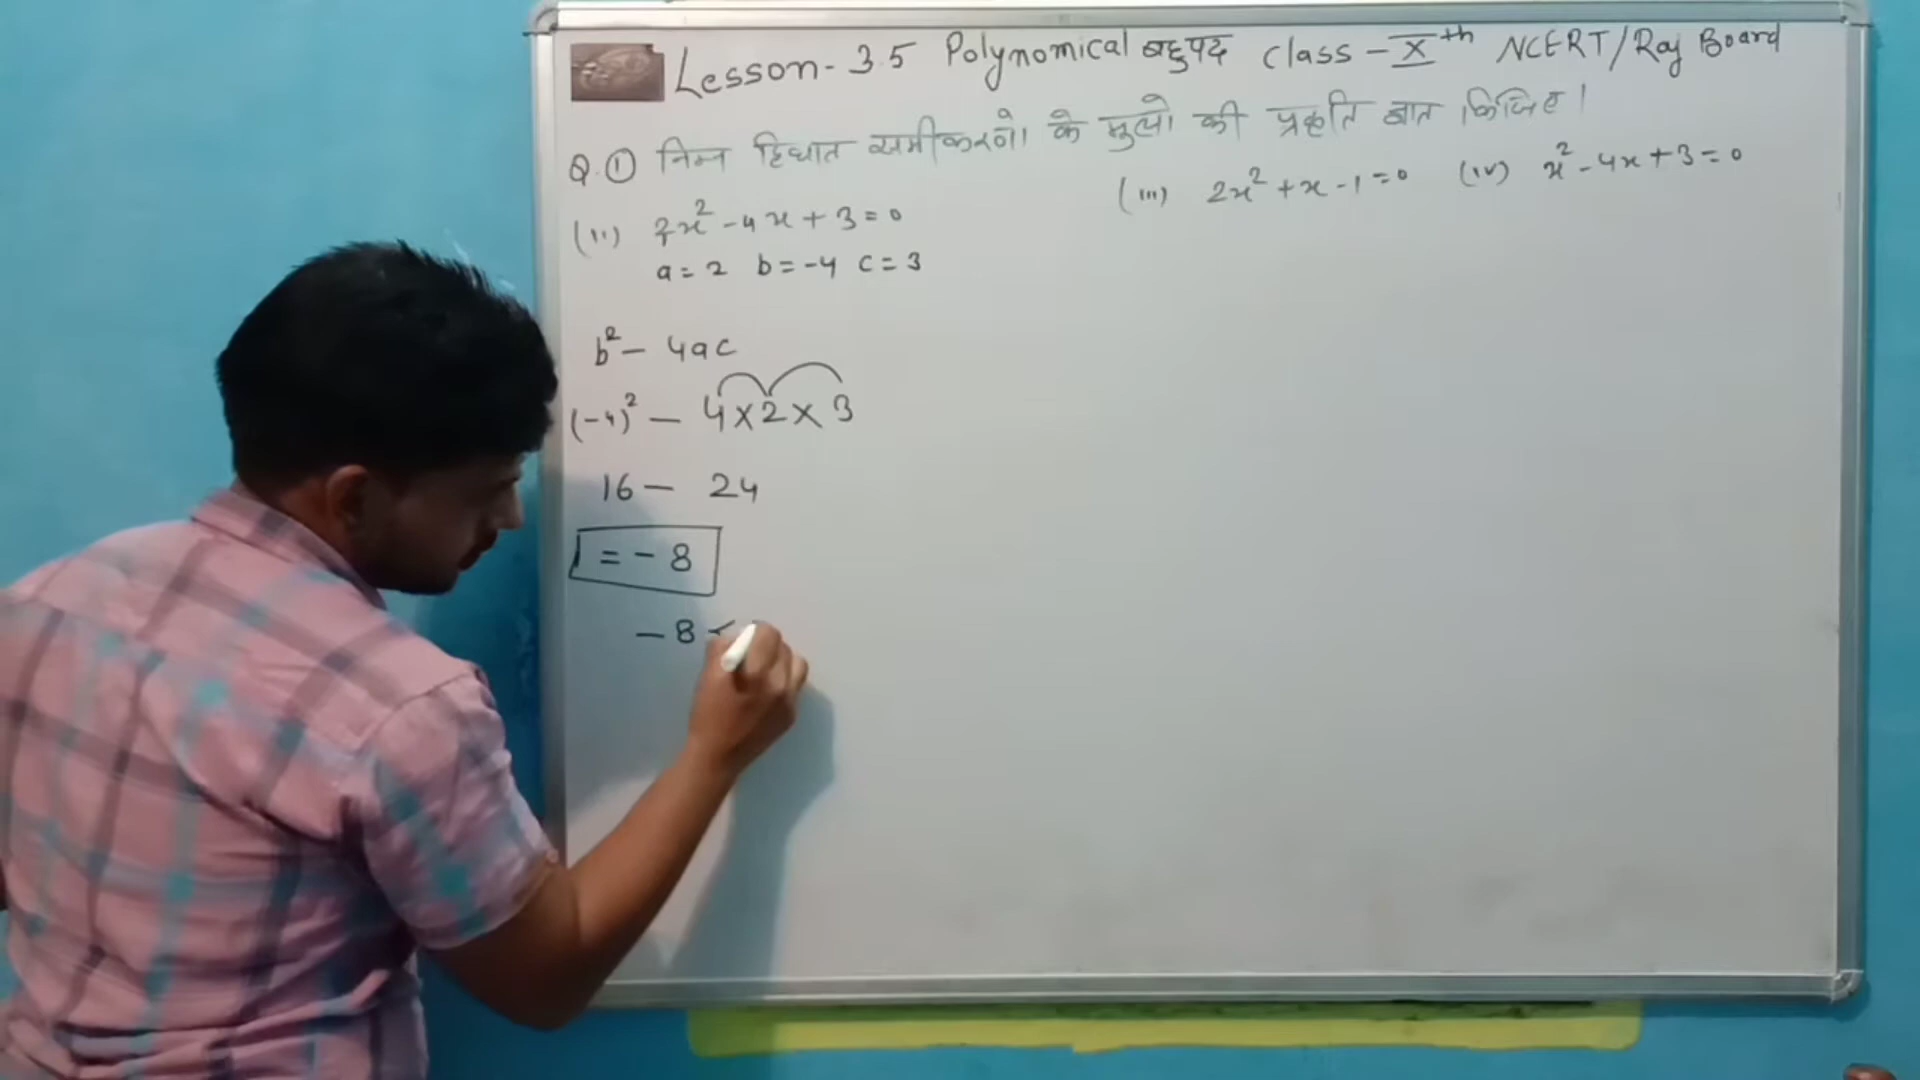 Lesson-3.5 Polynomical बहुपद class - Xth NCERT/Raj Board
Q.① निम्न द्विघात समीकरणो के मुलो की प्रकृति ज्ञात किजिए।
(ii) 2x² - 4x + 3 = 0
(iii) 2x² + x - 1 = 0 (iv) x² - 4x + 3 = 0
a = 2 b = -4 c = 3
b² - 4ac
(-4)² - 4 x 2 x 3
16 - 24
= - 8
- 8 <